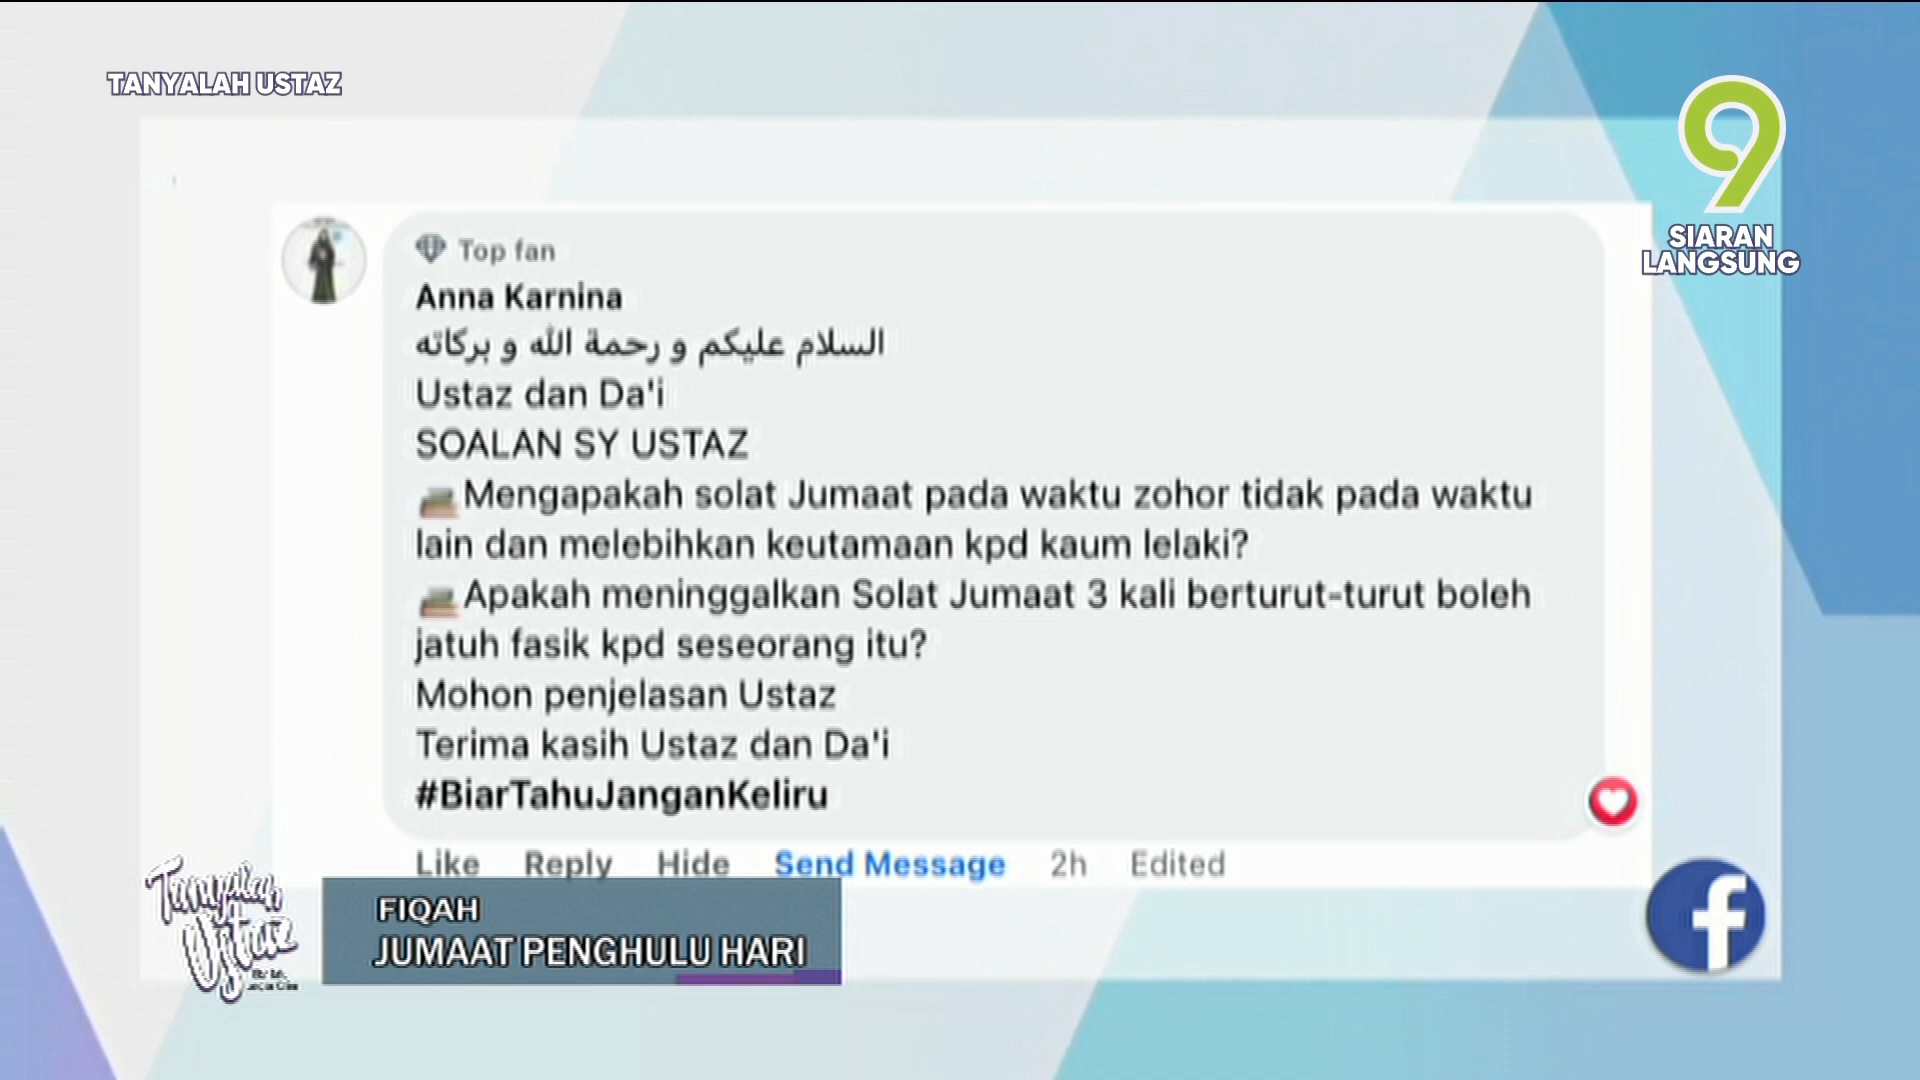 TANYALAH USTAZ
9
SIARAN
LANGSUNG
Top fan
Anna Karnina
السلام عليكم و رحمة الله و بركاته
Ustaz dan Da'i
SOALAN SY USTAZ
Mengapakah solat Jumaat pada waktu zohor tidak pada waktu
lain dan melebihkan keutamaan kpd kaum lelaki?
Apakah meninggalkan Solat Jumaat 3 kali berturut-turut boleh
jatuh fasik kpd seseorang itu?
Mohon penjelasan Ustaz
Terima kasih Ustaz dan Da'i
#BiarTahuJanganKeliru
Like Reply Hide Send Message 2h Edited
Tanyalah
Ustaz
FIQAH
JUMAAT PENGHULU HARI
f